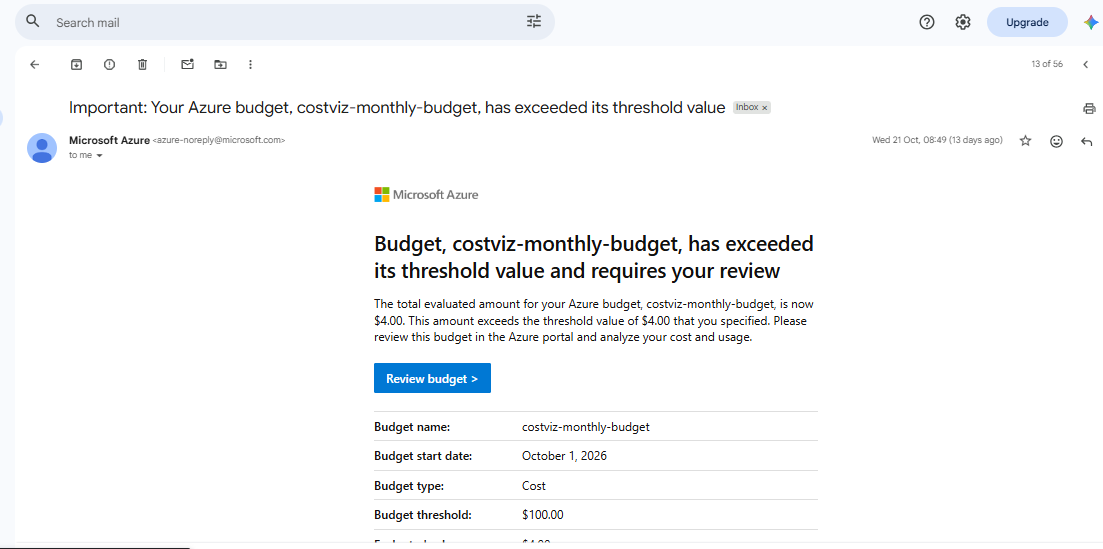 Search mail
Upgrade
13 of 56
Important: Your Azure budget, costviz-monthly-budget, has exceeded its threshold value Inbox ×
Microsoft Azure <azure-noreply@microsoft.com>
Wed 21 Oct, 08:49 (13 days ago)
to me
Microsoft Azure
Budget, costviz-monthly-budget, has exceeded
its threshold value and requires your review
The total evaluated amount for your Azure budget, costviz-monthly-budget, is now
$4.00. This amount exceeds the threshold value of $4.00 that you specified. Please
review this budget in the Azure portal and analyze your cost and usage.
Review budget >
Budget name: costviz-monthly-budget
Budget start date: October 1, 2026
Budget type: Cost
Budget threshold: $100.00